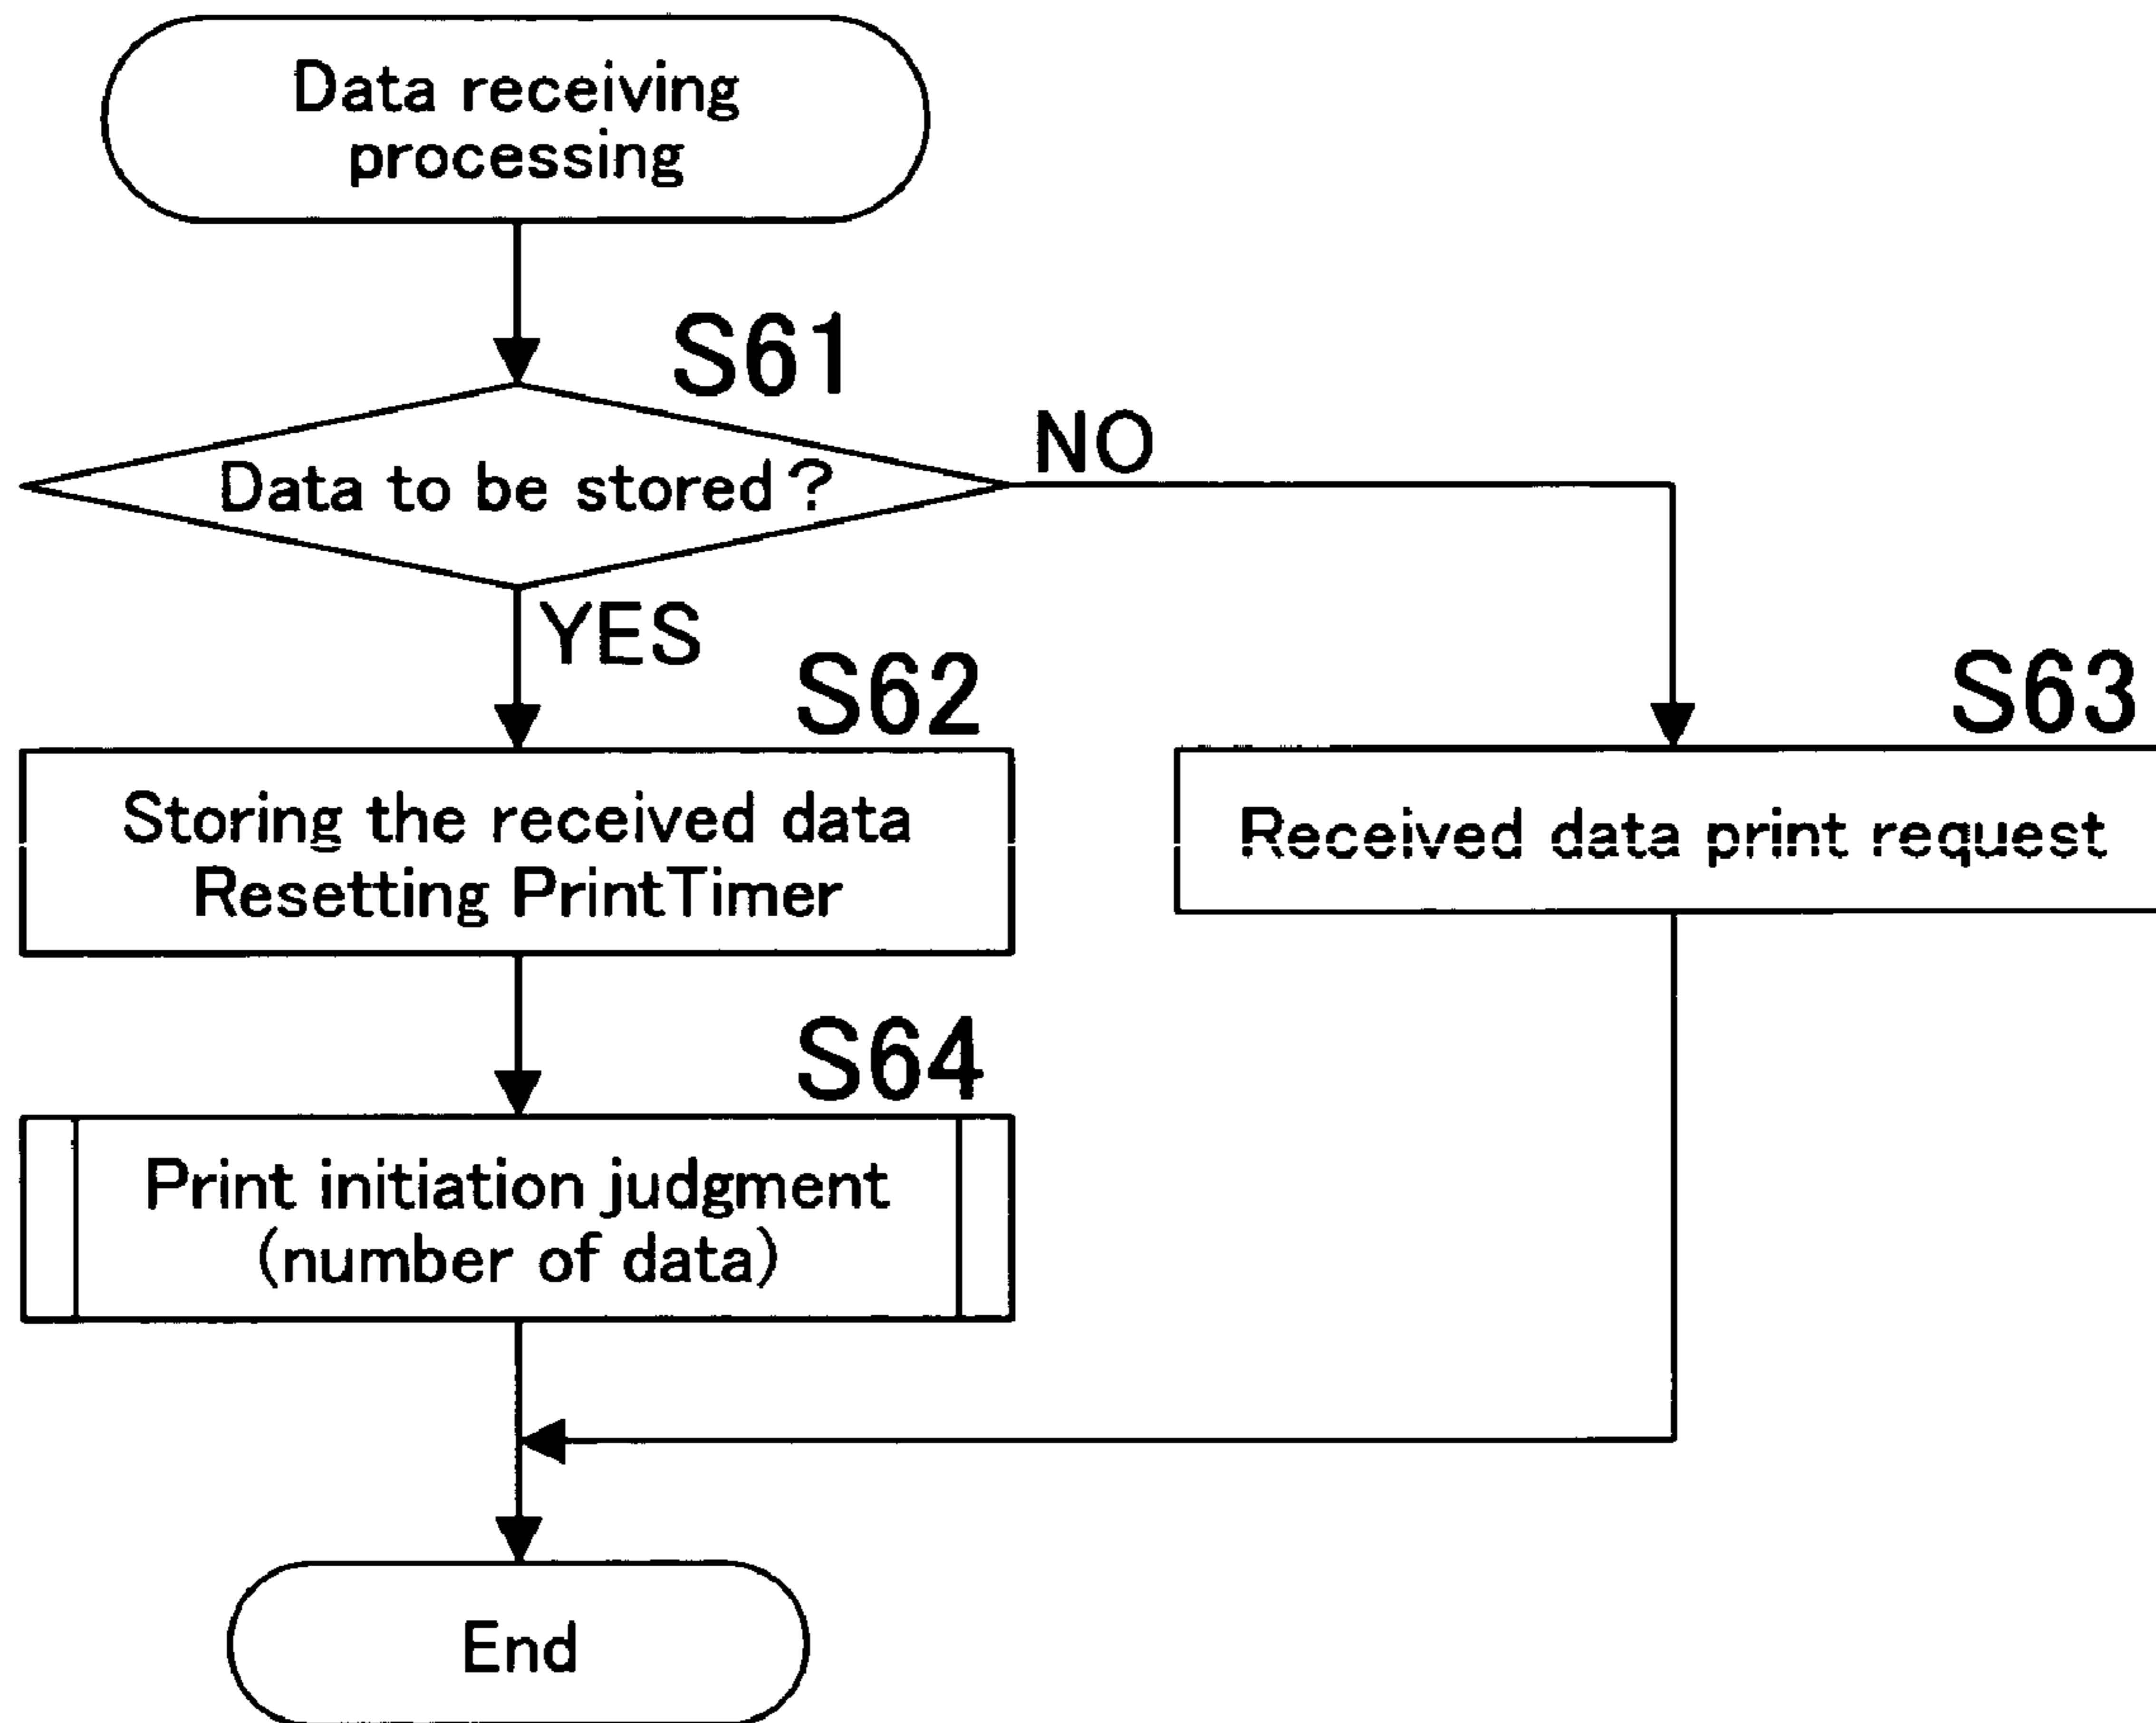 Data receiving
processing
S61
Data to be stored?
NO
YES
S62
S63
Storing the received data
Resetting PrintTimer
Received data print request
S64
Print initiation judgment
(number of data)
End